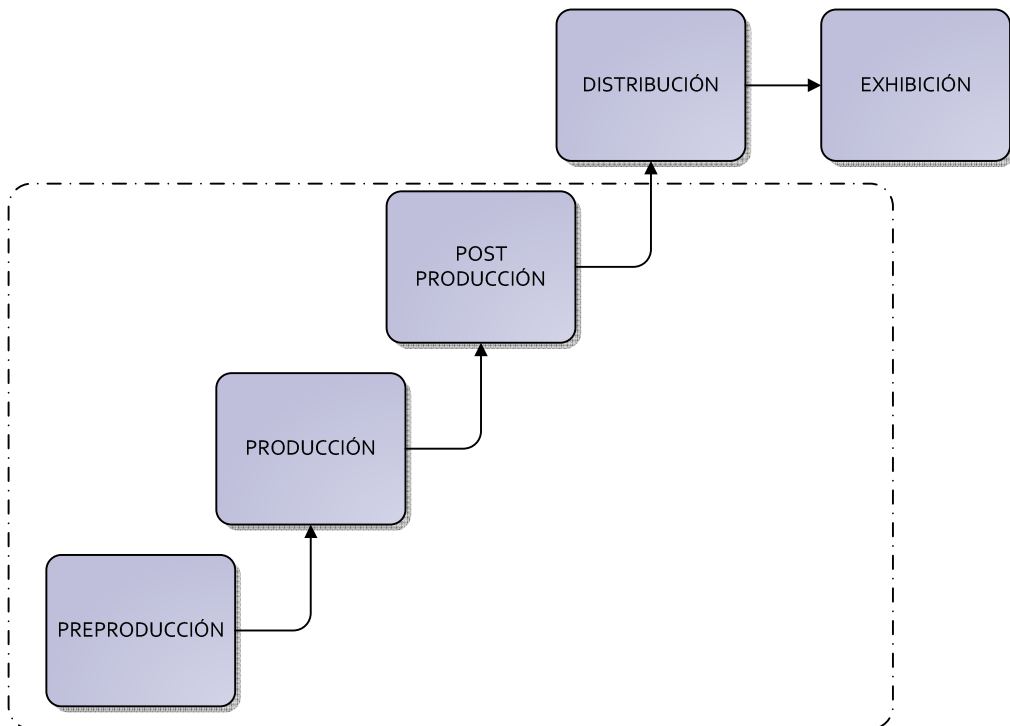 DISTRIBUCIÓN
EXHIBICIÓN
POST
PRODUCCIÓN
PRODUCCIÓN
PREPRODUCCIÓN